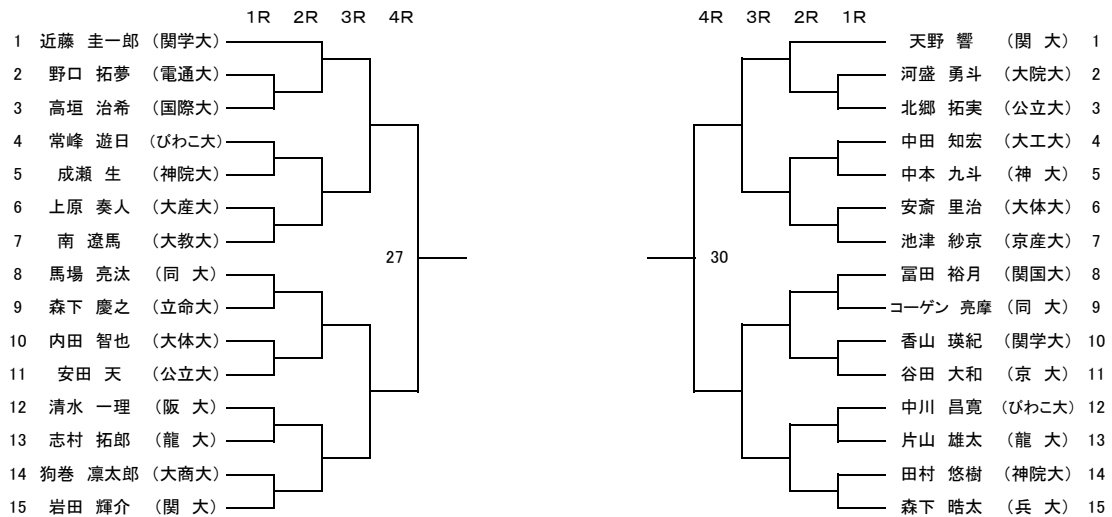 1R 2R 3R 4R
1 近藤 圭一郎 (関学大)
2 野口 拓夢 (電通大)
3 高垣 治希 (国際大)
4 常峰 遊日 (びわこ大)
5 成瀬 生 (神院大)
6 上原 奏人 (大産大)
7 南 遼馬 (大教大)
27
8 馬場 亮汰 (同 大)
9 森下 慶之 (立命大)
10 内田 智也 (大体大)
11 安田 天 (公立大)
12 清水 一理 (阪 大)
13 志村 拓郎 (龍 大)
14 狗巻 凛太郎 (大商大)
15 岩田 輝介 (関 大)
4R 3R 2R 1R
天野 響 (関 大) 1
河盛 勇斗 (大院大) 2
北郷 拓実 (公立大) 3
中田 知宏 (大工大) 4
中本 九斗 (神 大) 5
安斎 里治 (大体大) 6
池津 紗京 (京産大) 7
30
冨田 裕月 (関国大) 8
コーゲン 亮摩 (同 大) 9
香山 瑛紀 (関学大) 10
谷田 大和 (京 大) 11
中川 昌寛 (びわこ大) 12
片山 雄太 (龍 大) 13
田村 悠樹 (神院大) 14
森下 晧太 (兵 大) 15